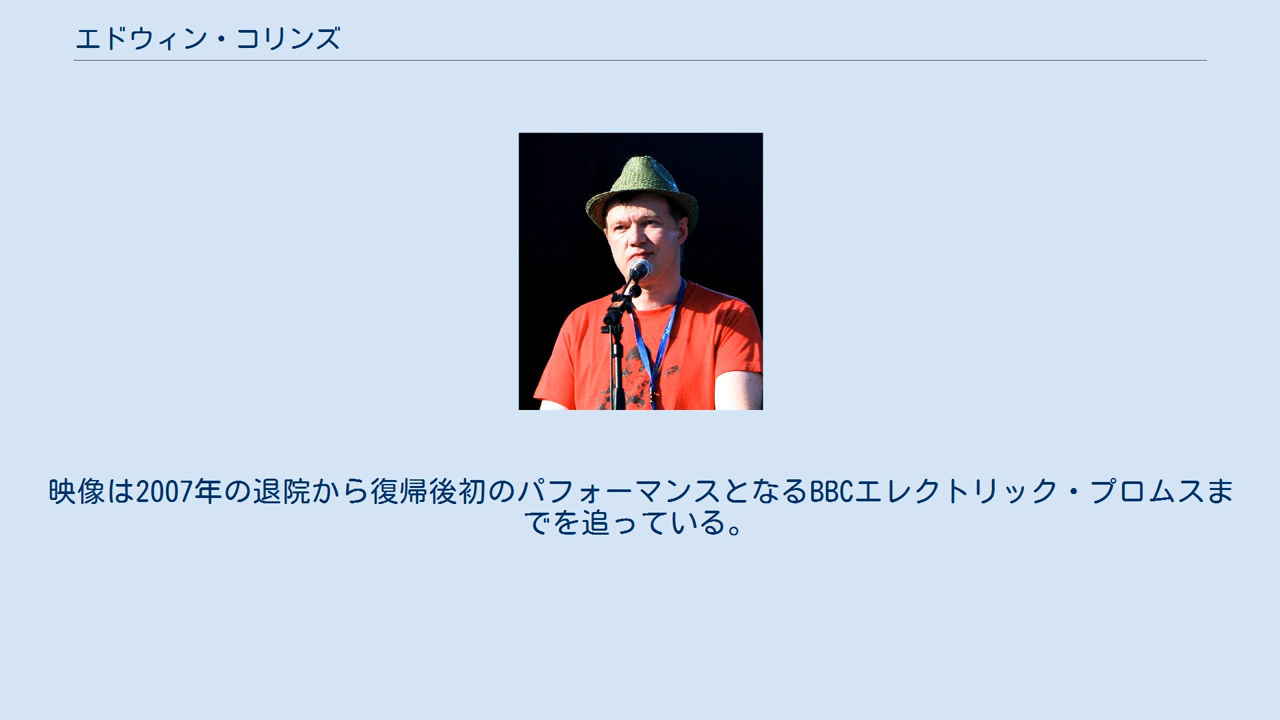 エドウィン・コリンズ
映像は2007年の退院から復帰後初のパフォーマンスとなるBBCエレクトリック・プロムスま
でを追っている。